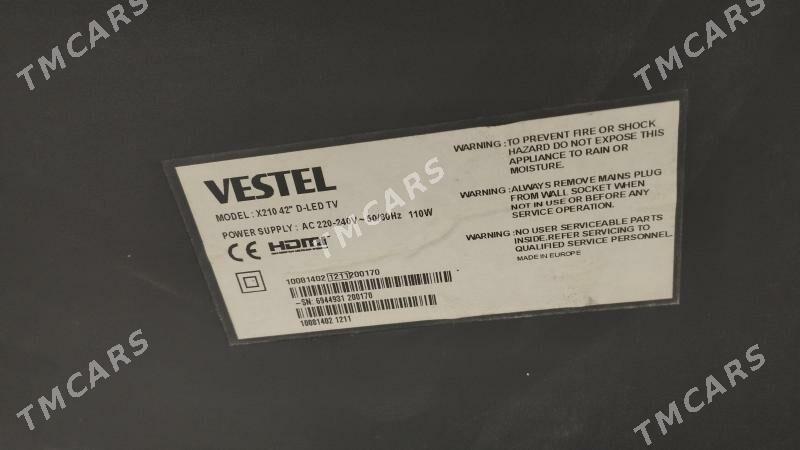 VESTEL
MODEL : X210 42" D-LED TV
POWER SUPPLY : AC 220-240V ~ 50/60Hz 110W
CE HDMI
10081402 1211 200170
-SN: 6944931 200170
10081402 1211
WARNING :TO PREVENT FIRE OR SHOCK
HAZARD DO NOT EXPOSE THIS
APPLIANCE TO RAIN OR
MOISTURE.
WARNING :ALWAYS REMOVE MAINS PLUG
FROM WALL SOCKET WHEN
NOT IN USE OR BEFORE ANY
SERVICE OPERATION.
WARNING :NO USER SERVICEABLE PARTS
INSIDE.REFER SERVICING TO
QUALIFIED SERVICE PERSONNEL.
MADE IN EUROPE
TMCARS
TMCARS
TMCARS
TMCARS
TMCARS